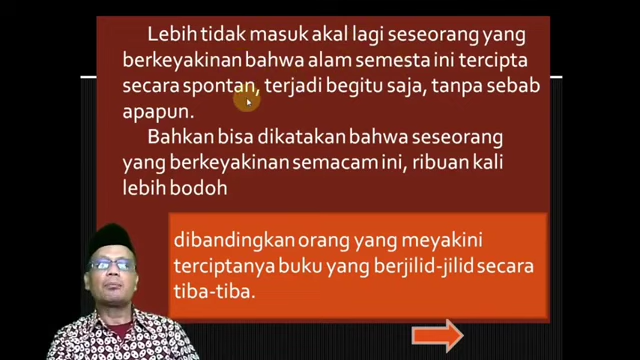 Lebih tidak masuk akal lagi seseorang yang
berkeyakinan bahwa alam semesta ini tercipta
secara spontan, terjadi begitu saja, tanpa sebab
apapun.
Bahkan bisa dikatakan bahwa seseorang
yang berkeyakinan semacam ini, ribuan kali
lebih bodoh
dibandingkan orang yang meyakini
terciptanya buku yang berjilid-jilid secara
tiba-tiba.